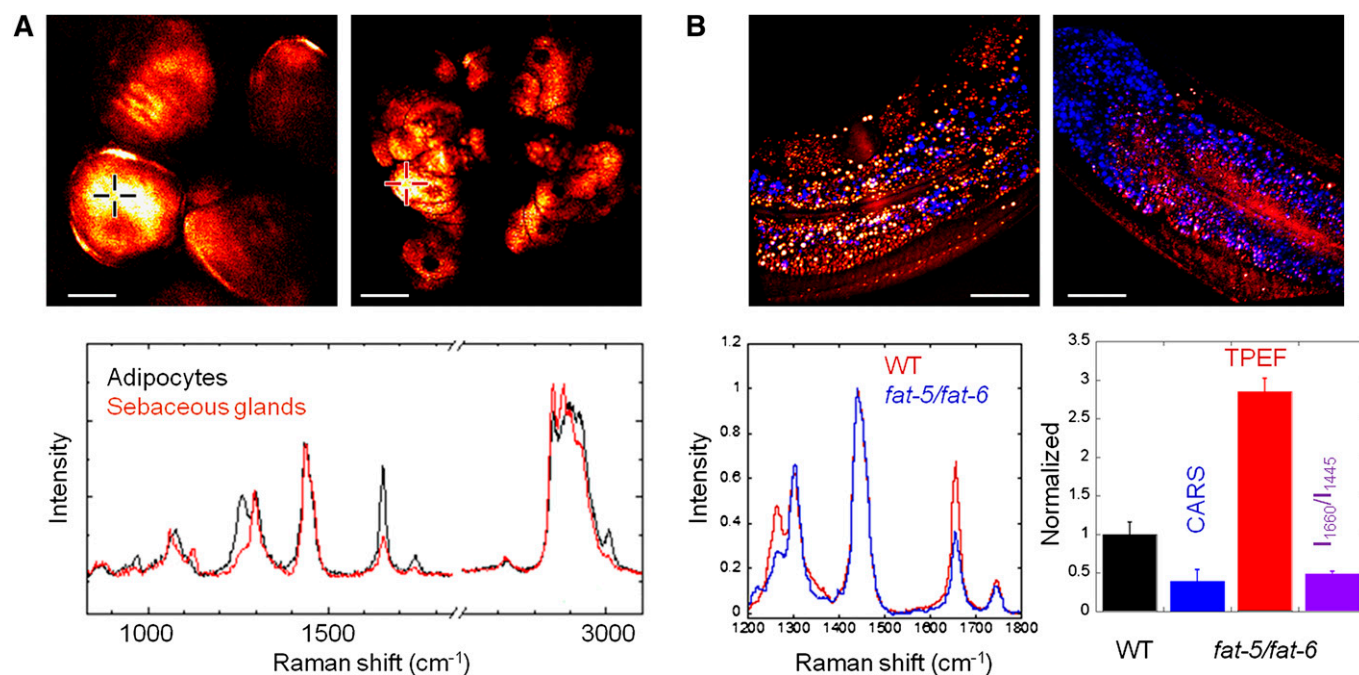 A
B
Adipocytes
Sebaceous glands
Intensity
1000
1500
3000
Raman shift (cm⁻¹)
WT
fat-5/fat-6
Intensity
1.2
1
0.8
0.6
0.4
0.2
0
1200
1300
1400
1500
1600
1700
1800
Raman shift (cm⁻¹)
Normalized
3.5
3
2.5
2
1.5
1
0.5
0
CARS
TPEF
I₁₆₆₀/I₁₄₄₅
WT
fat-5/fat-6